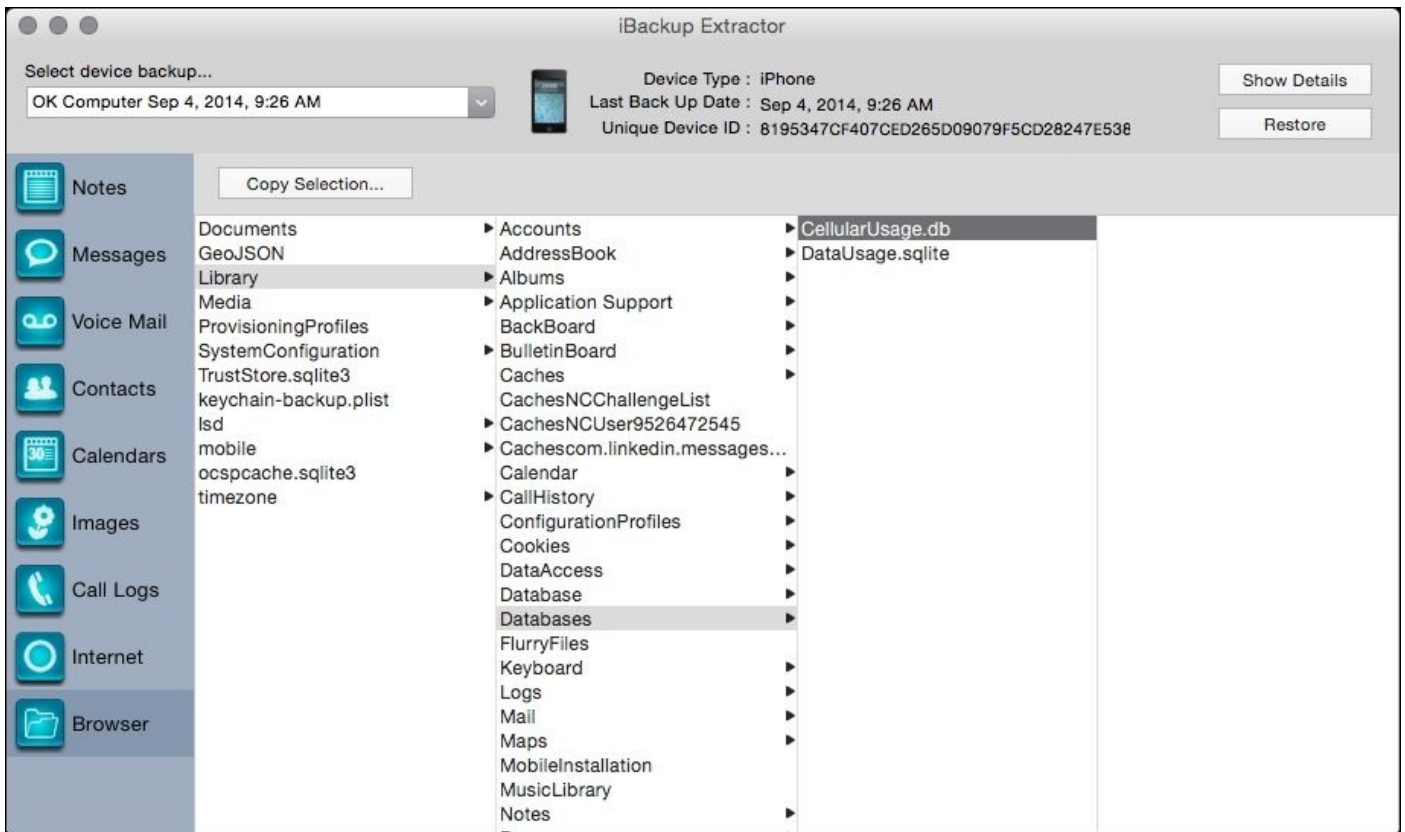 iBackup Extractor
Select device backup...
OK Computer Sep 4, 2014, 9:26 AM
Device Type : iPhone
Last Back Up Date : Sep 4, 2014, 9:26 AM
Unique Device ID : 8195347CF407CED265D09079F5CD28247E538
Show Details
Restore
Notes
Messages
Voice Mail
Contacts
Calendars
Images
Call Logs
Internet
Browser
Copy Selection...
Documents
GeoJSON
Library
Media
ProvisioningProfiles
SystemConfiguration
TrustStore.sqlite3
keychain-backup.plist
lsd
mobile
ocspcache.sqlite3
timezone
Accounts
AddressBook
Albums
Application Support
BackBoard
BulletinBoard
Caches
CachesNCChallengeList
CachesNCUser9526472545
Cachescom.linkedin.messages...
Calendar
CallHistory
ConfigurationProfiles
Cookies
DataAccess
Database
Databases
FlurryFiles
Keyboard
Logs
Mail
Maps
MobileInstallation
MusicLibrary
Notes
CellularUsage.db
DataUsage.sqlite